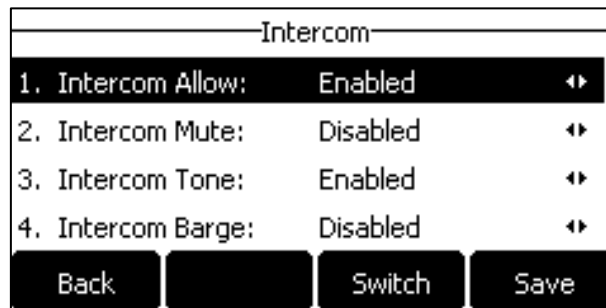 Intercom
1. Intercom Allow: Enabled
2. Intercom Mute: Disabled
3. Intercom Tone: Enabled
4. Intercom Barge: Disabled
Back Switch Save